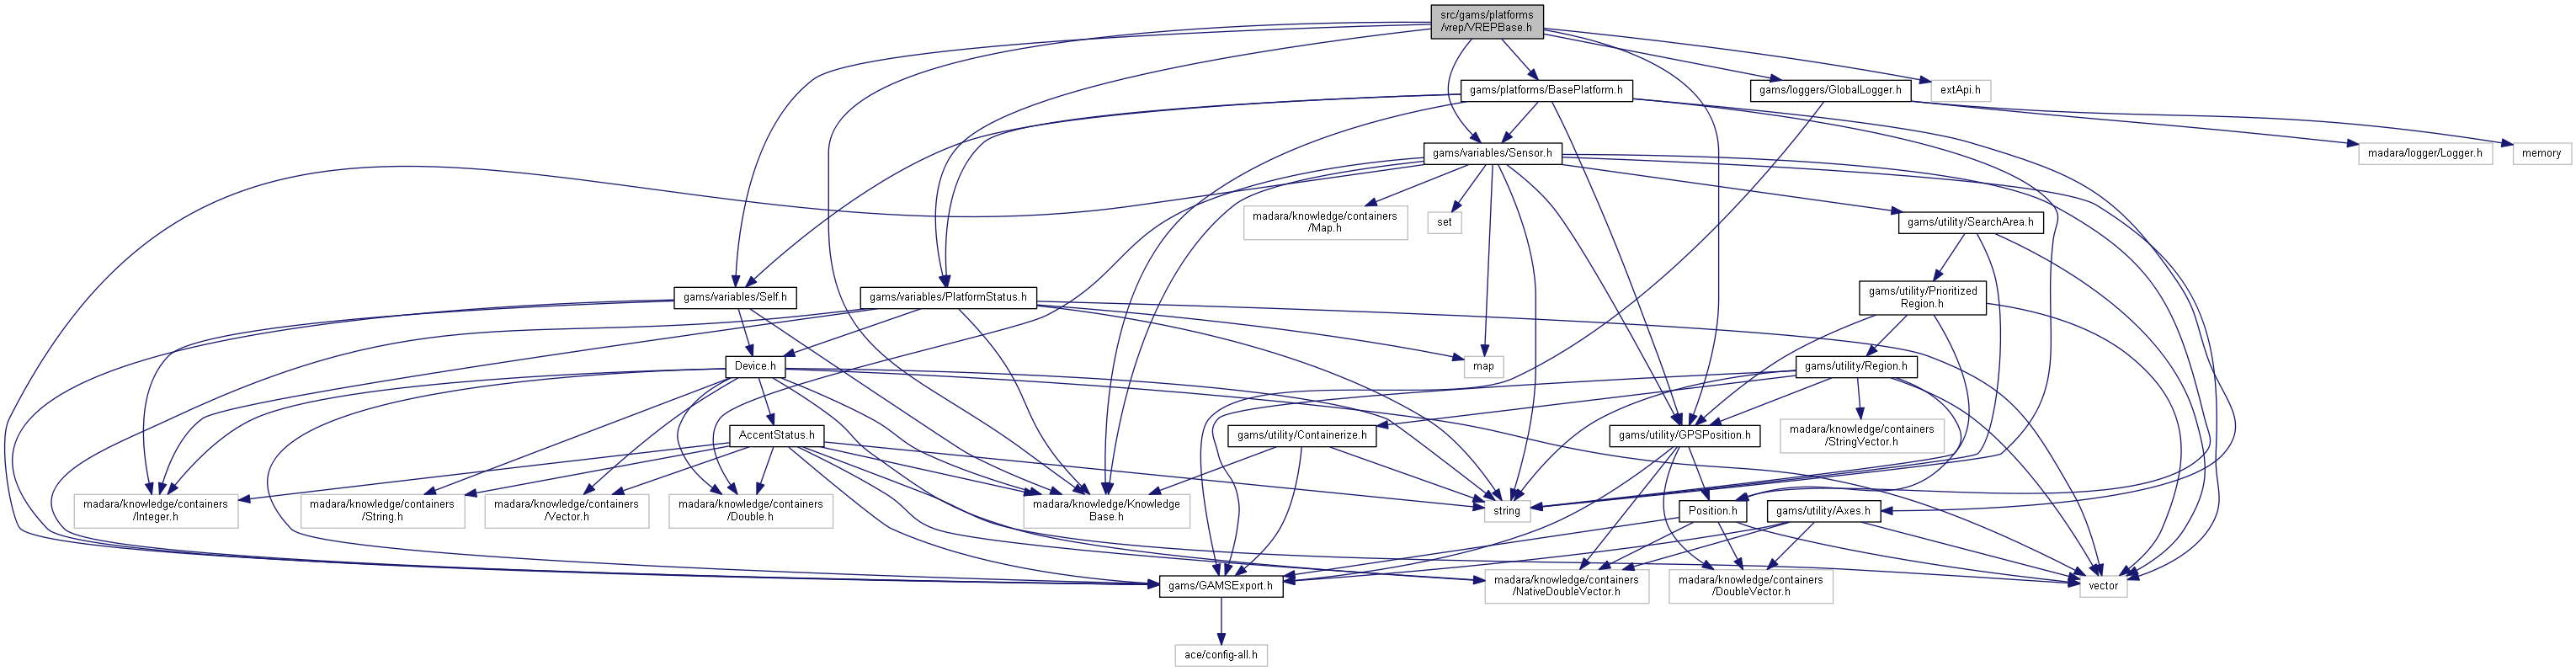 src/gams/platforms
/vrep/VREPBase.h
gams/platforms/BasePlatform.h
gams/loggers/GlobalLogger.h
extApi.h
gams/variables/Sensor.h
madara/logger/Logger.h
memory
madara/knowledge/containers
/Map.h
set
gams/utility/SearchArea.h
gams/variables/Self.h
gams/variables/PlatformStatus.h
gams/utility/Prioritized
Region.h
Device.h
map
gams/utility/Region.h
AccentStatus.h
gams/utility/Containerize.h
gams/utility/GPSPosition.h
madara/knowledge/containers
/StringVector.h
madara/knowledge/containers
/Integer.h
madara/knowledge/containers
/String.h
madara/knowledge/containers
/Vector.h
madara/knowledge/containers
/Double.h
madara/knowledge/Knowledge
Base.h
string
Position.h
gams/utility/Axes.h
gams/GAMSExport.h
madara/knowledge/containers
/NativeDoubleVector.h
madara/knowledge/containers
/DoubleVector.h
vector
ace/config-all.h